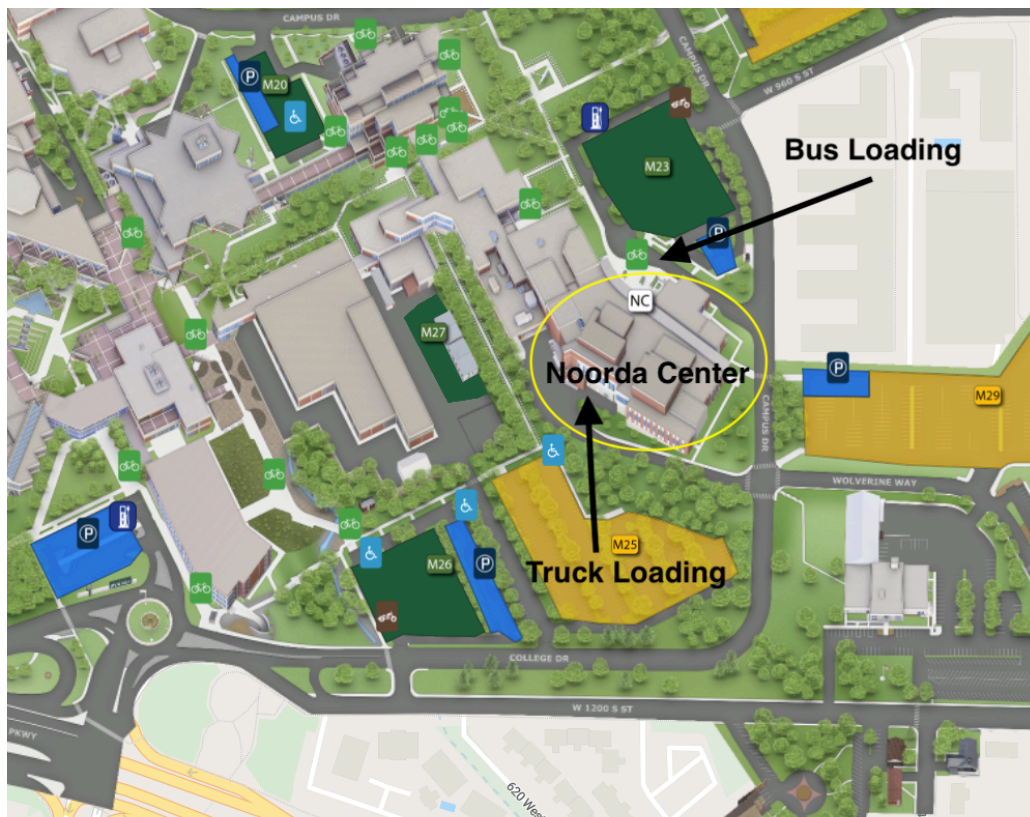 CAMPUS DR
CAMPUS DR
W 960 S ST
M20
P
Bus Loading
M23
P
NC
M27
Noorda Center
P
M29
CAMPUS DR
WOLVERINE WAY
P
M25
M26
P
Truck Loading
COLLEGE DR
W 1200 S ST
PKWY
620 West